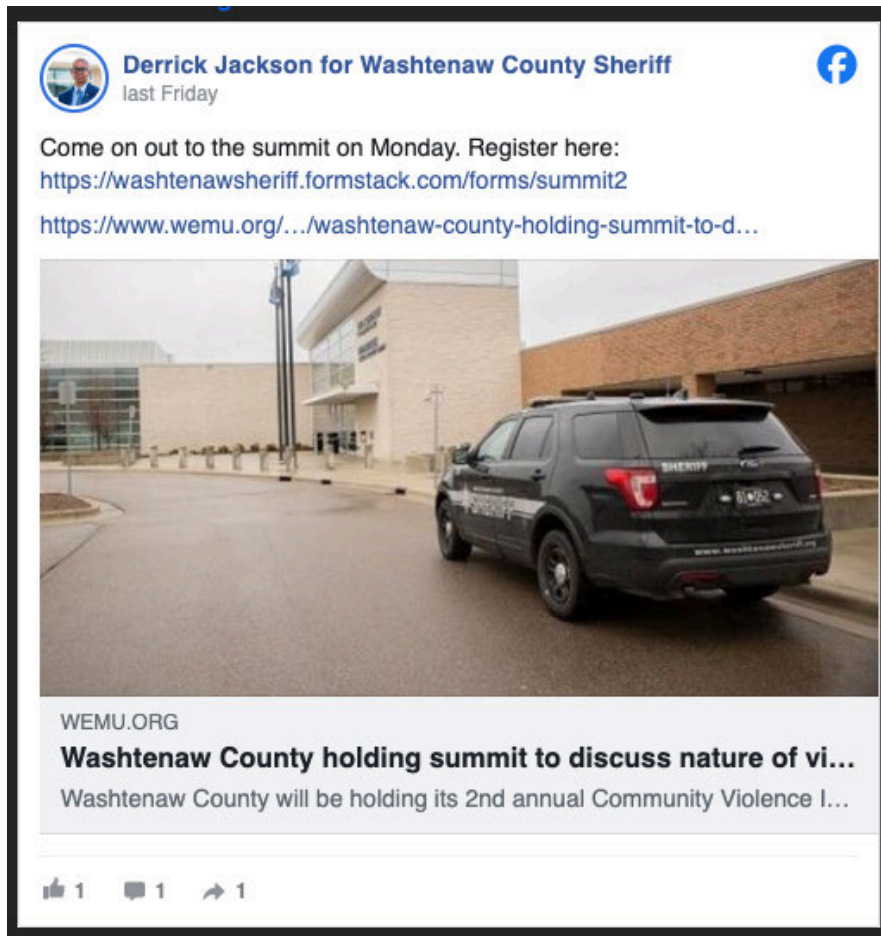 Derrick Jackson for Washtenaw County Sheriff
last Friday
Come on out to the summit on Monday. Register here:
https://washtenawsheriff.formstack.com/forms/summit2
https://www.wemu.org/…/washtenaw-county-holding-summit-to-d…
SHERIFF
SHERIFF
www.washtenawsheriff.org
WEMU.ORG
Washtenaw County holding summit to discuss nature of vi...
Washtenaw County will be holding its 2nd annual Community Violence I...
1 1 1